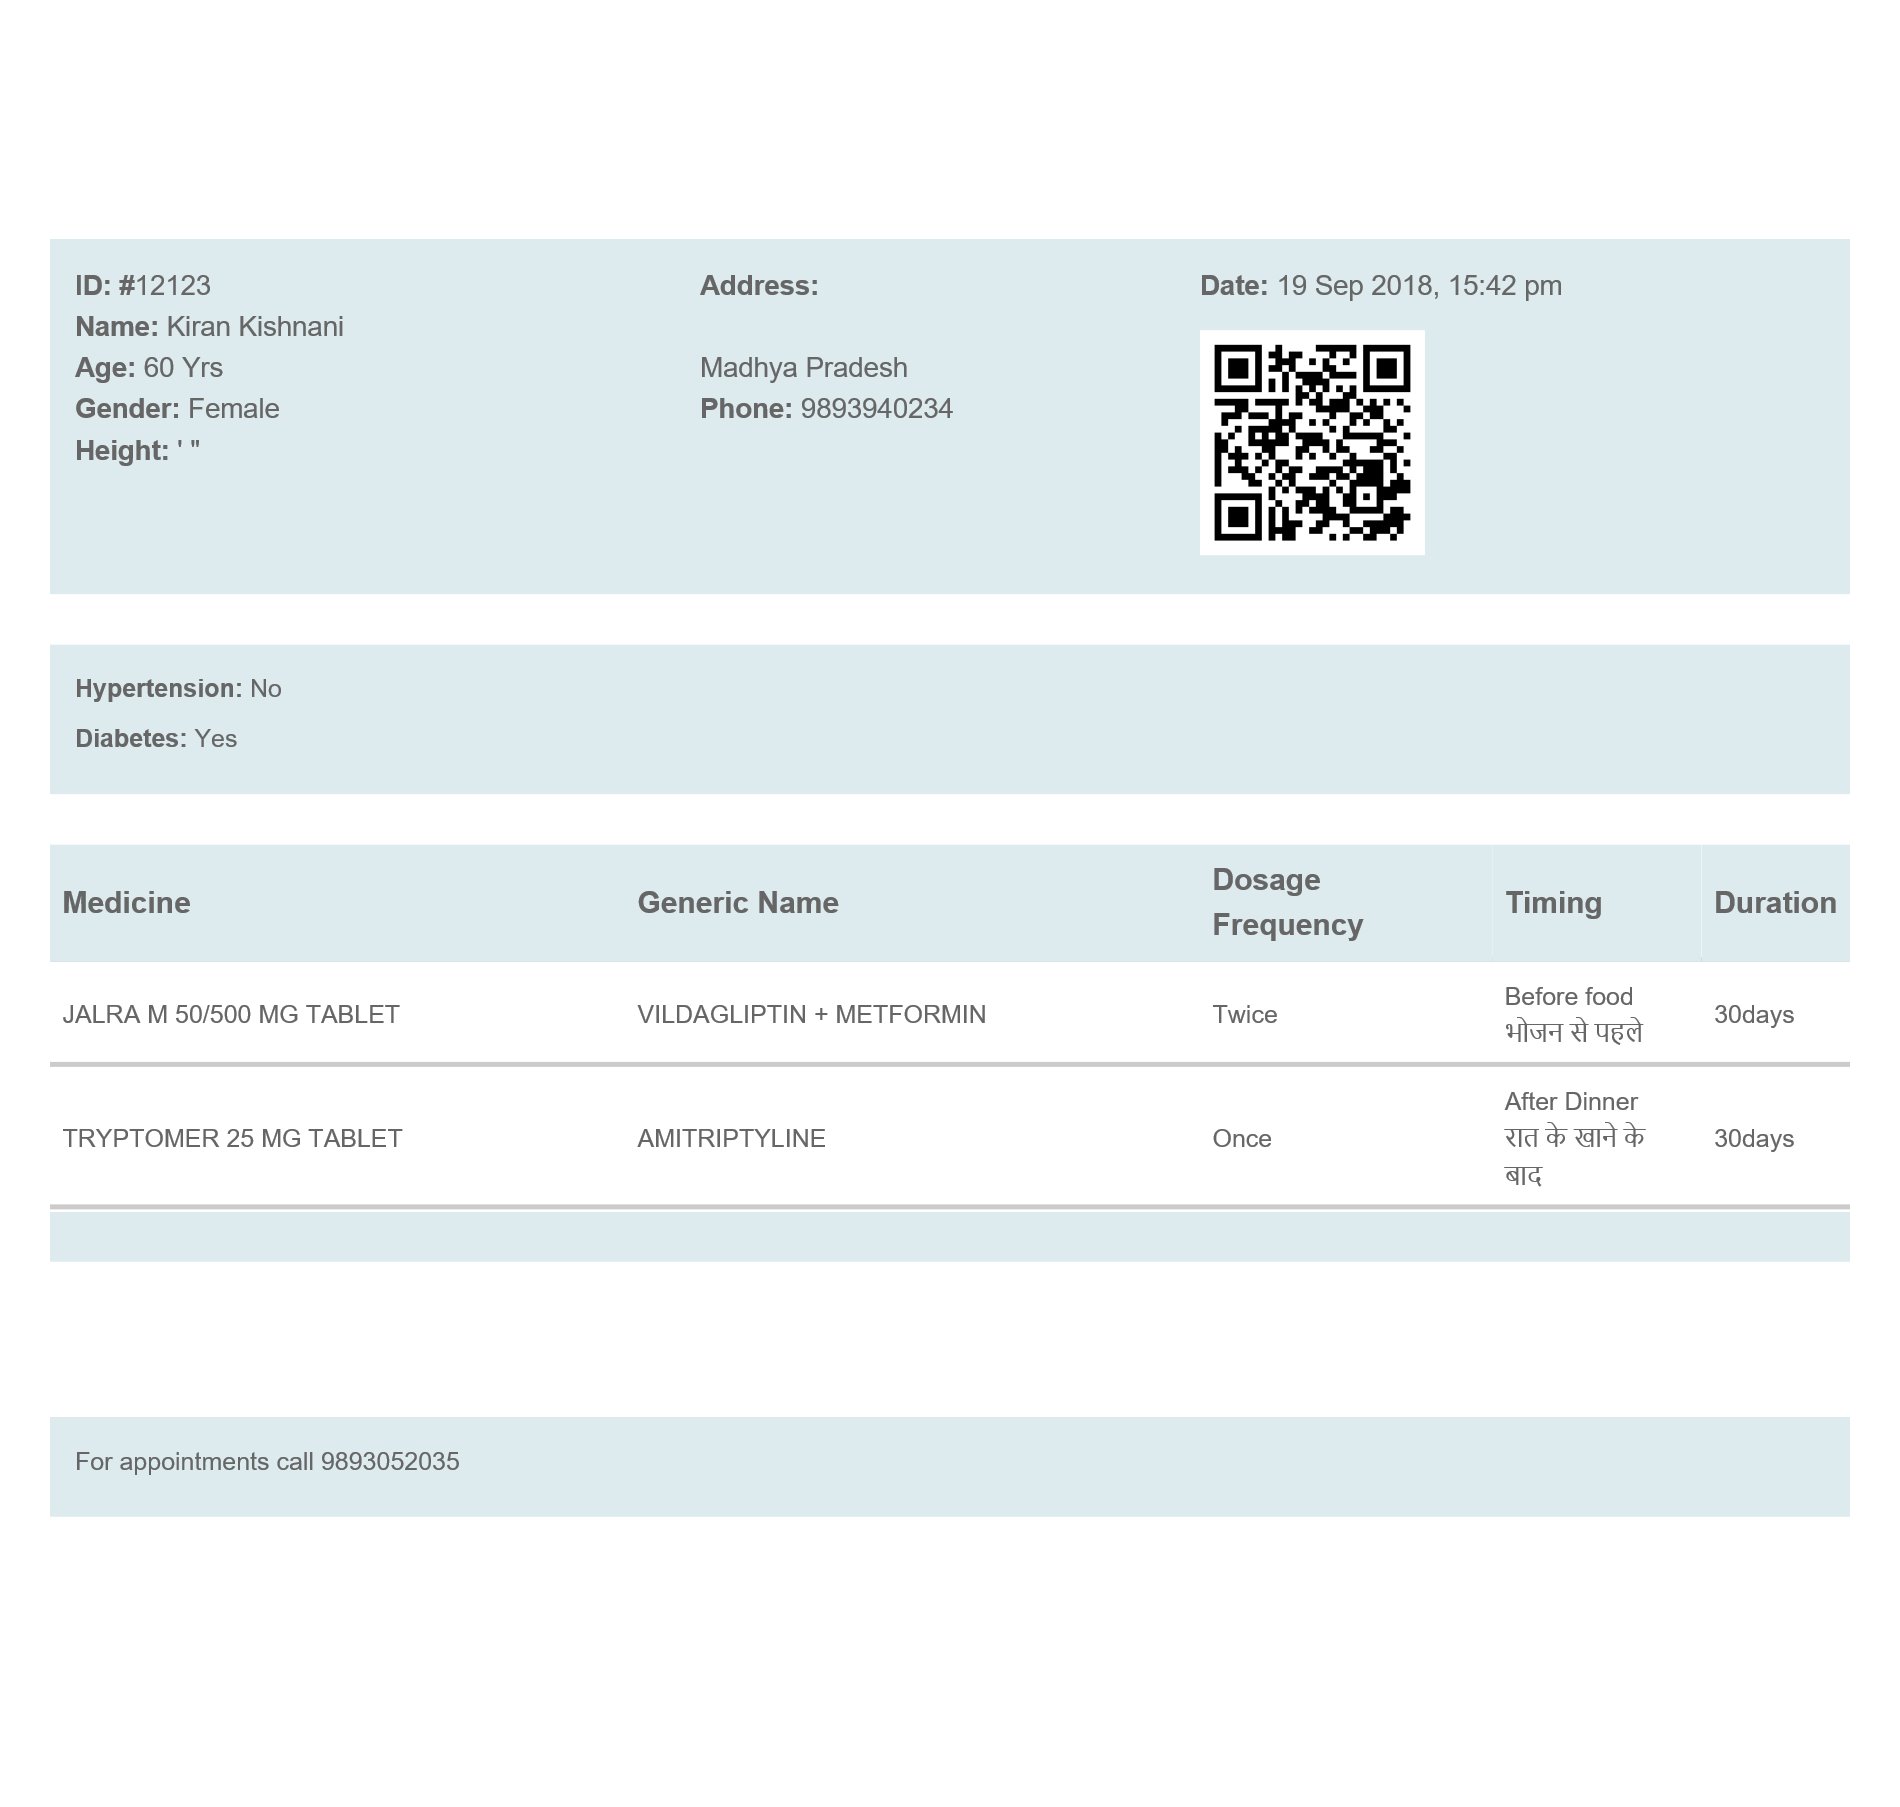 ID: #12123
Name: Kiran Kishnani
Age: 60 Yrs
Gender: Female
Height: ' "
Address:
Madhya Pradesh
Phone: 9893940234
Date: 19 Sep 2018, 15:42 pm
Hypertension: No
Diabetes: Yes
Medicine Generic Name Dosage Frequency Timing Duration
JALRA M 50/500 MG TABLET VILDAGLIPTIN + METFORMIN Twice Before food भोजन से पहले 30days
TRYPTOMER 25 MG TABLET AMITRIPTYLINE Once After Dinner रात के खाने के बाद 30days
For appointments call 9893052035